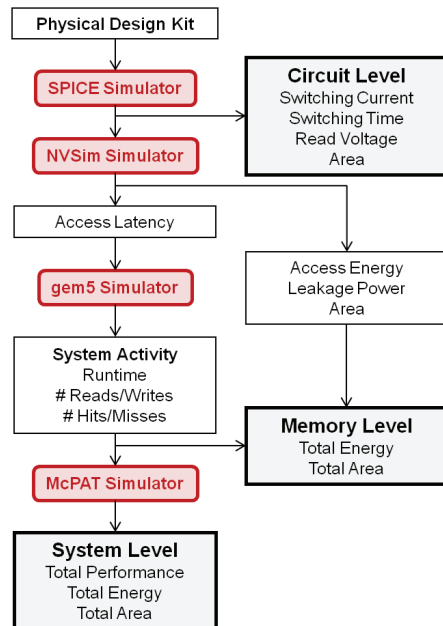 Physical Design Kit
SPICE Simulator
Circuit Level
Switching Current
Switching Time
Read Voltage
Area
NVSim Simulator
Access Latency
Access Energy
Leakage Power
Area
gem5 Simulator
System Activity
Runtime
# Reads/Writes
# Hits/Misses
Memory Level
Total Energy
Total Area
McPAT Simulator
System Level
Total Performance
Total Energy
Total Area